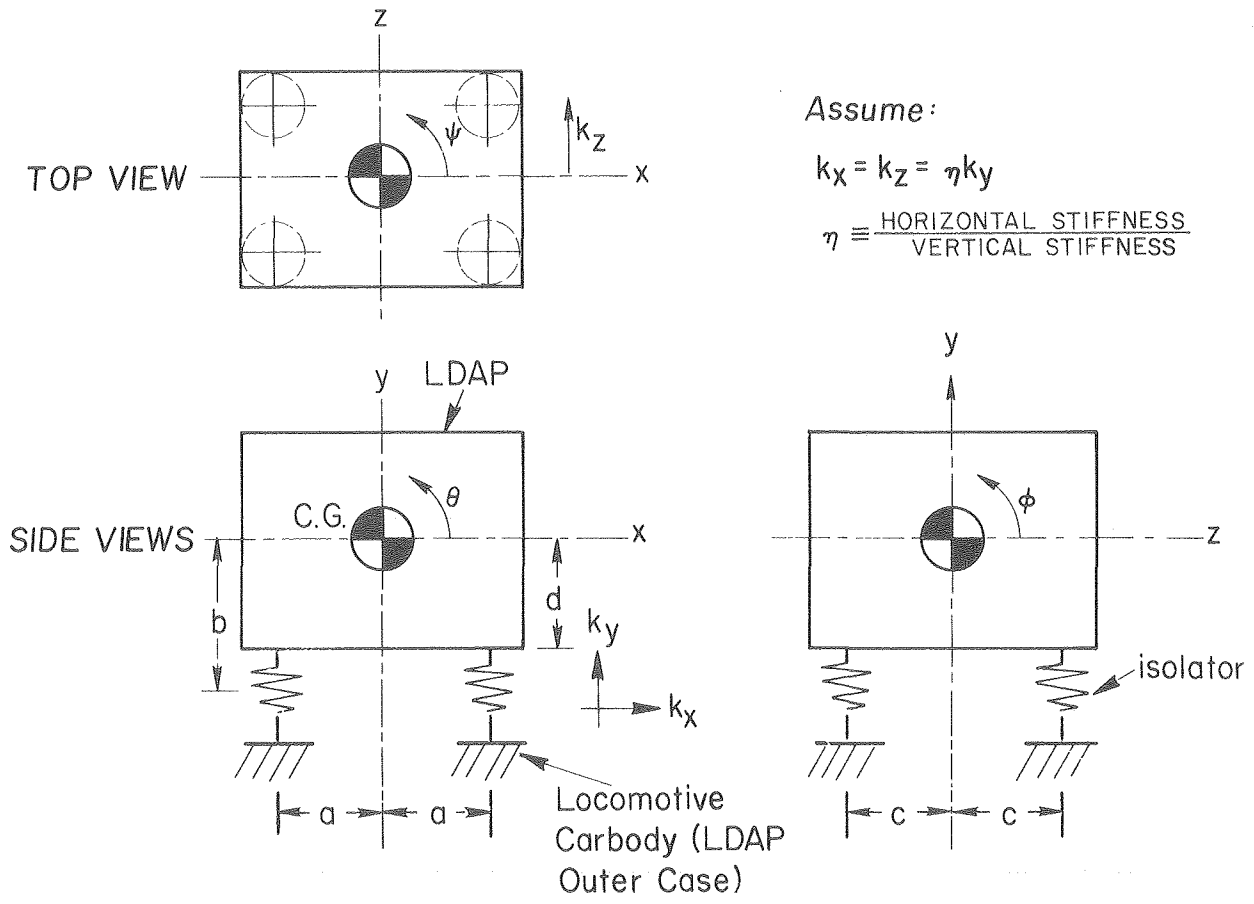 z
ψ
k_z
TOP VIEW
x
Assume:
k_x = k_z = ηk_y
η ≡ HORIZONTAL STIFFNESS / VERTICAL STIFFNESS
y
LDAP
θ
C.G.
SIDE VIEWS
x
b
d
k_y
k_x
a
a
Locomotive
Carbody (LDAP
Outer Case)
y
φ
z
isolator
c
c